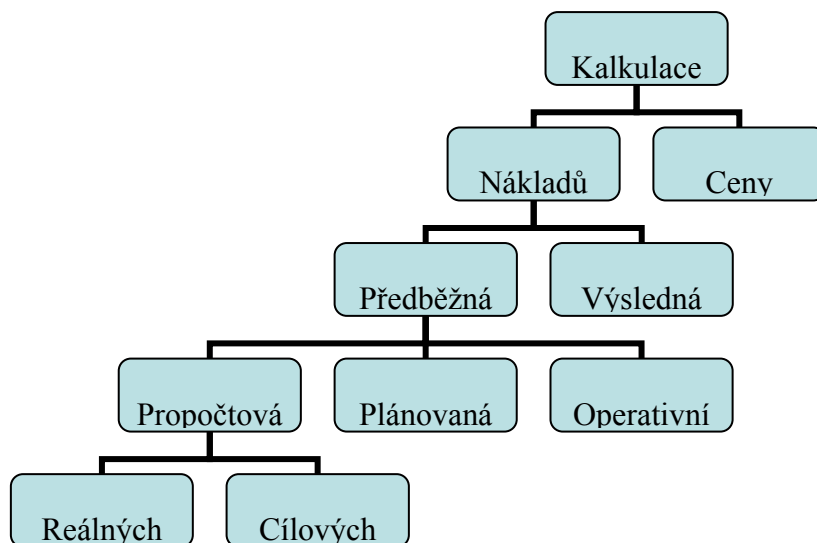 Kalkulace
Nákladů
Ceny
Předběžná
Výsledná
Propočtová
Plánovaná
Operativní
Reálných
Cílových